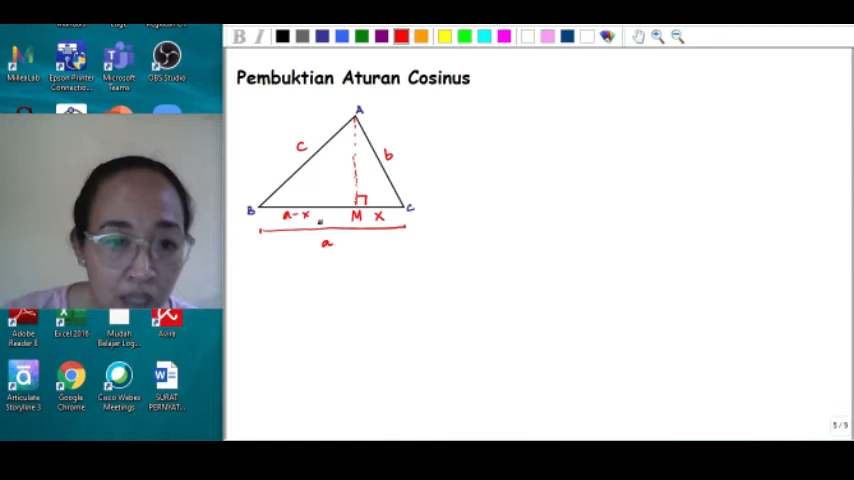 MilleaLab
Epson Printer
Connection...
Microsoft
Teams
OBS Studio
B I
Pembuktian Aturan Cosinus
A
c
b
B
a-x
M
x
C
a
Adobe
Reader 8
Excel 2016
Mudah
Belajar Log...
Avira
Articulate
Storyline 3
Google
Chrome
Cisco Webex
Meetings
SURAT
PERNYAT...
5 / 9